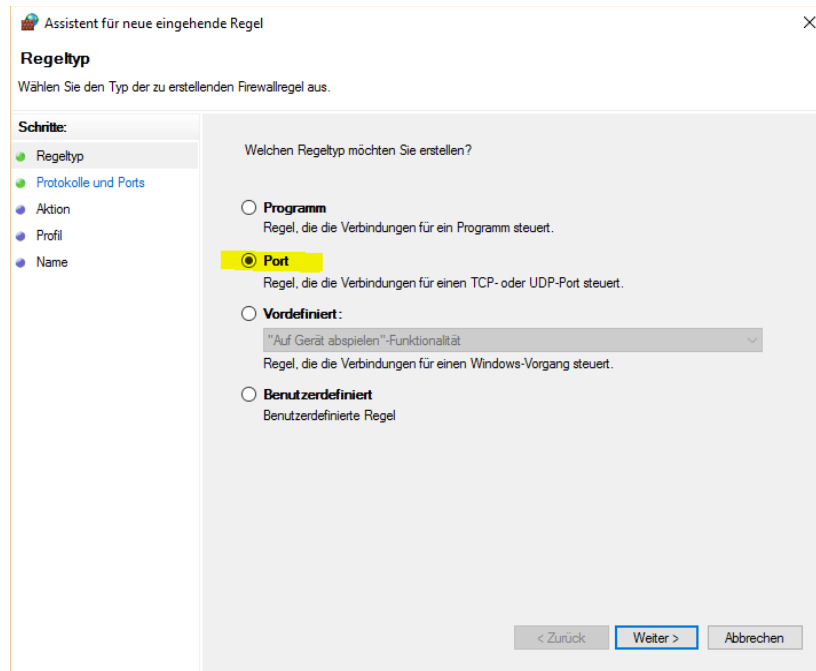 Assistent für neue eingehende Regel
Regeltyp
Wählen Sie den Typ der zu erstellenden Firewallregel aus.
Schritte:
Regeltyp
Protokolle und Ports
Aktion
Profil
Name
Welchen Regeltyp möchten Sie erstellen?
Programm
Regel, die die Verbindungen für ein Programm steuert.
Port
Regel, die die Verbindungen für einen TCP- oder UDP-Port steuert.
Vordefiniert:
"Auf Gerät abspielen"-Funktionalität
Regel, die die Verbindungen für einen Windows-Vorgang steuert.
Benutzerdefiniert
Benutzerdefinierte Regel
< Zurück Weiter > Abbrechen